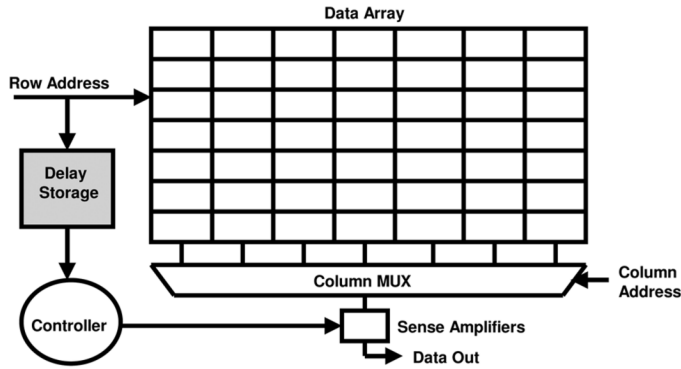 Data Array
Row Address
Delay
Storage
Column MUX
Column
Address
Controller
Sense Amplifiers
Data Out